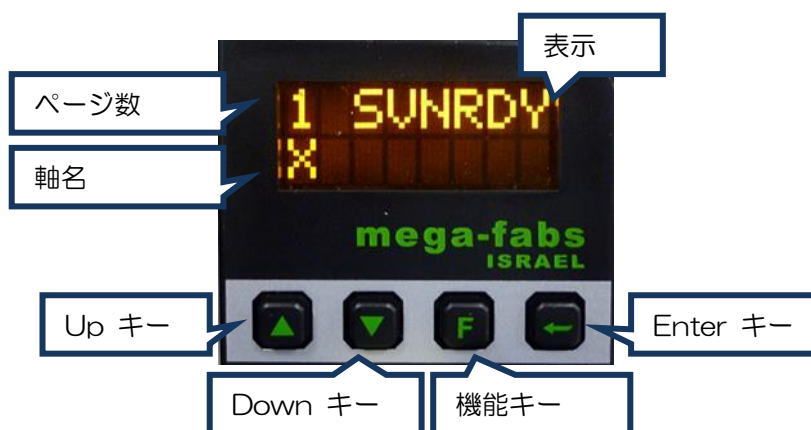 表示
ページ数
1 SVNRDY
軸名
X
mega-fabs
ISRAEL
Up キー
F
Enter キー
Down キー
機能キー